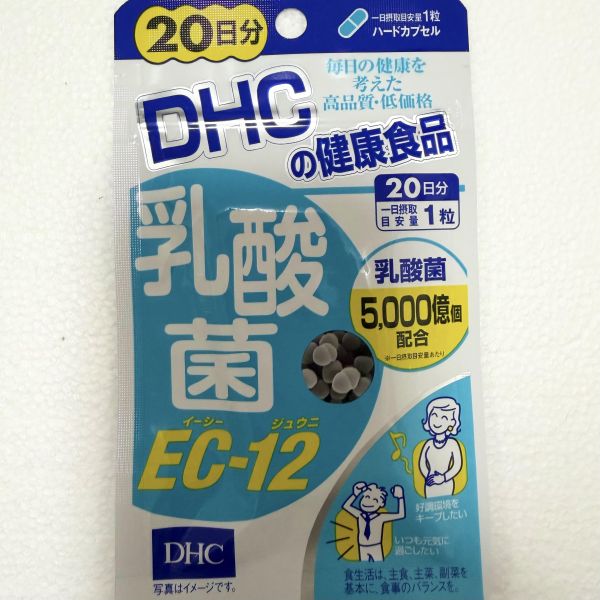 20日分
一日摂取目安量1粒
ハードカプセル
毎日の健康を
考えた
高品質・低価格
DHC
の健康食品
20日分
一日摂取
目安量 1粒
乳酸菌
イーシー ジュウニ
EC-12
乳酸菌
5,000億個
配合
※一日摂取目安量あたり
好調環境を
キープしたい
いつも元気に
過ごしたい
DHC
写真はイメージです。
食生活は、主食、主菜、副菜を
基本に、食事のバランスを。